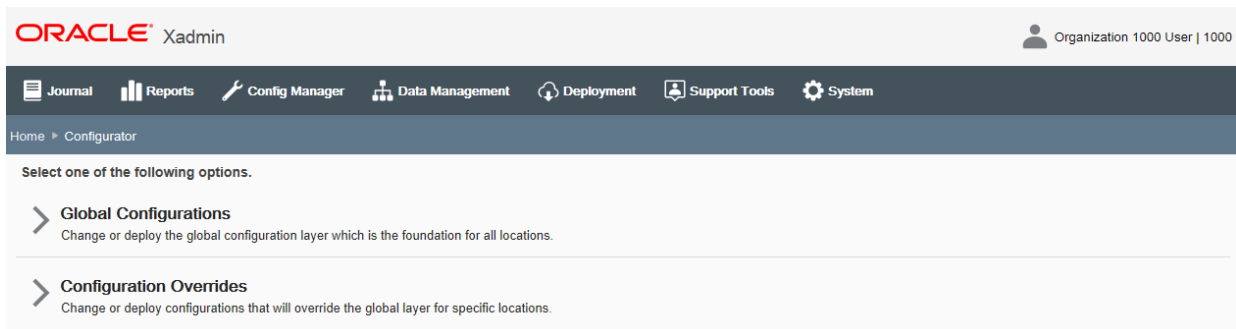 ORACLE® Xadmin
Organization 1000 User | 1000
Journal Reports Config Manager Data Management Deployment Support Tools System
Home Configurator
Select one of the following options.
Global Configurations
Change or deploy the global configuration layer which is the foundation for all locations.
Configuration Overrides
Change or deploy configurations that will override the global layer for specific locations.